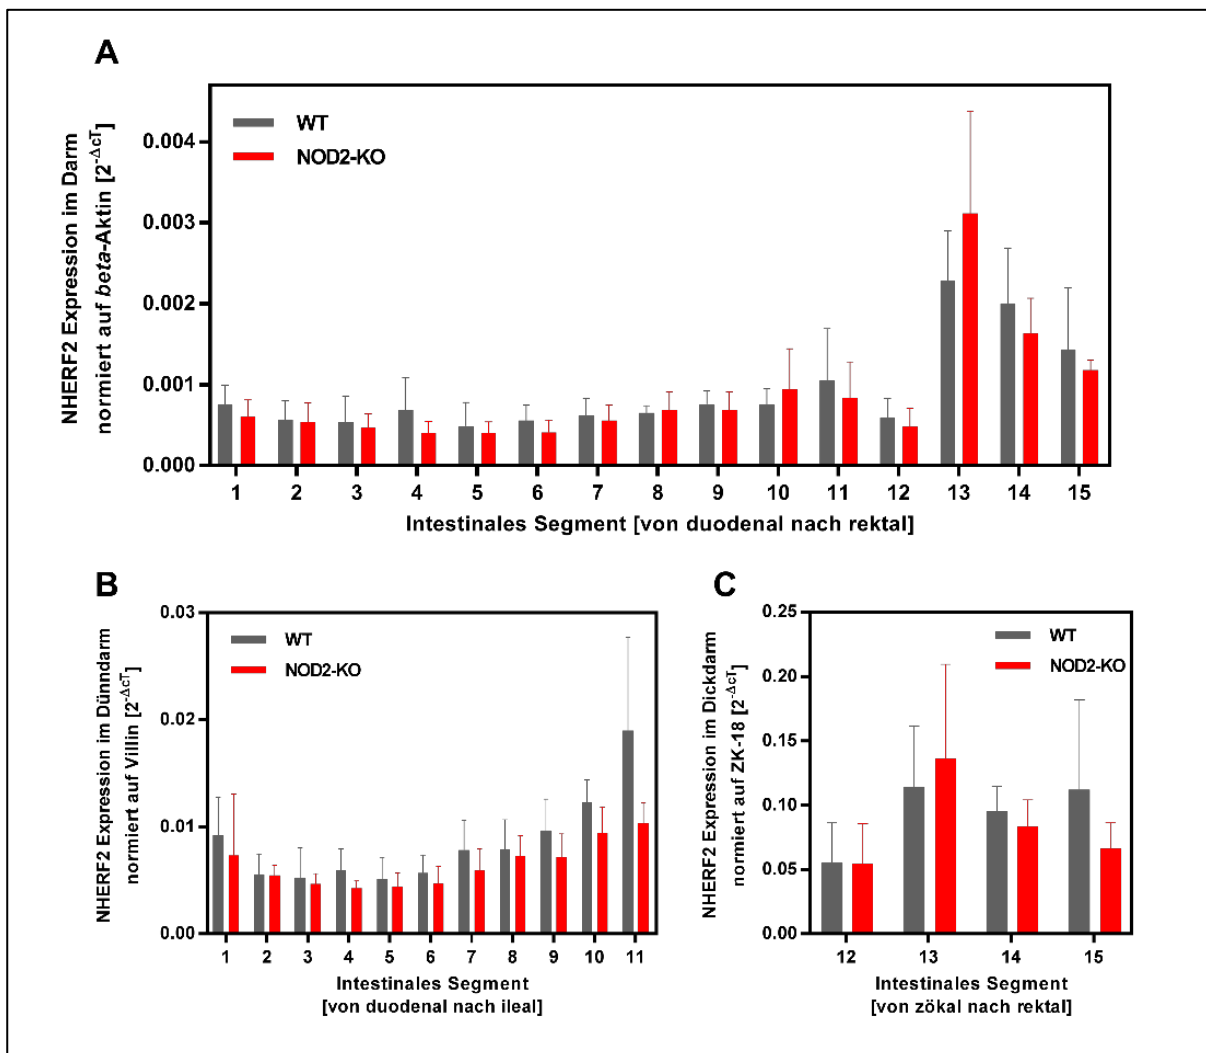 A
NHERF2 Expression im Darm
normiert auf beta-Aktin [2^-ΔcT]
WT
NOD2-KO
0.004
0.003
0.002
0.001
0.000
1 2 3 4 5 6 7 8 9 10 11 12 13 14 15
Intestinales Segment [von duodenal nach rektal]
B
NHERF2 Expression im Dünndarm
normiert auf Villin [2^-ΔcT]
WT
NOD2-KO
0.03
0.02
0.01
0.00
1 2 3 4 5 6 7 8 9 10 11
Intestinales Segment
[von duodenal nach ileal]
C
NHERF2 Expression im Dickdarm
normiert auf ZK-18 [2^-ΔcT]
WT
NOD2-KO
0.25
0.20
0.15
0.10
0.05
0.00
12 13 14 15
Intestinales Segment
[von zökal nach rektal]